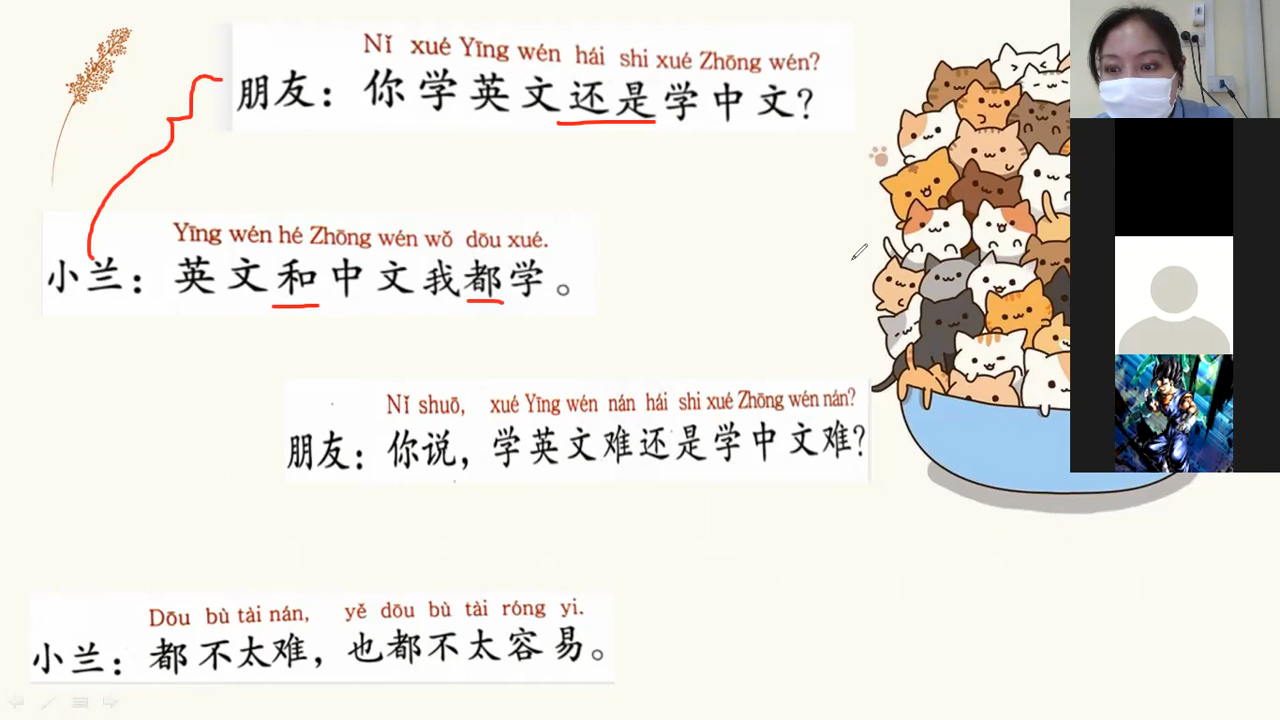 Nǐ xué Yīng wén hái shi xué Zhōng wén?
朋友：你学英文还是学中文?
Yīng wén hé Zhōng wén wǒ dōu xué.
小兰：英文和中文我都学。
Nǐ shuō, xué Yīng wén nán hái shi xué Zhōng wén nán?
朋友：你说，学英文难还是学中文难?
Dōu bù tài nán, yě dōu bù tài róng yi.
小兰：都不太难，也都不太容易。